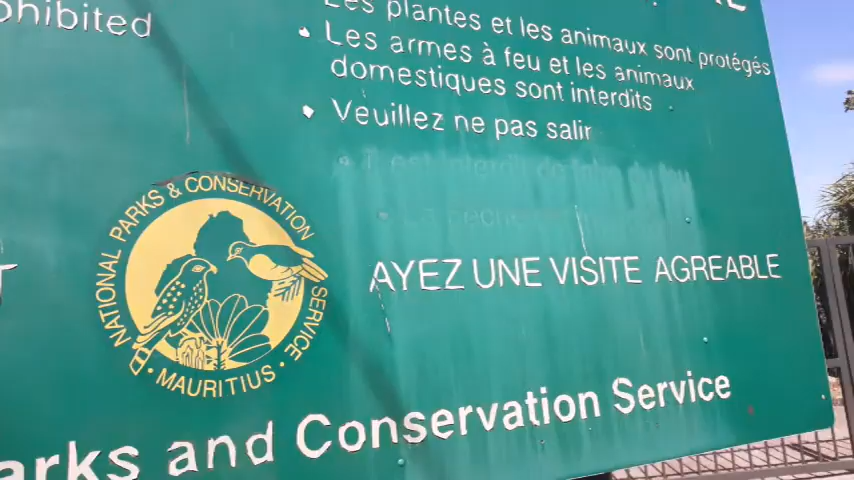 ohibited
Les plantes et les animaux sont protégés
Les armes à feu et les animaux
domestiques sont interdits
Veuillez ne pas salir
NATIONAL PARKS & CONSERVATION SERVICE
• MAURITIUS •
AYEZ UNE VISITE AGREABLE
arks and Conservation Service